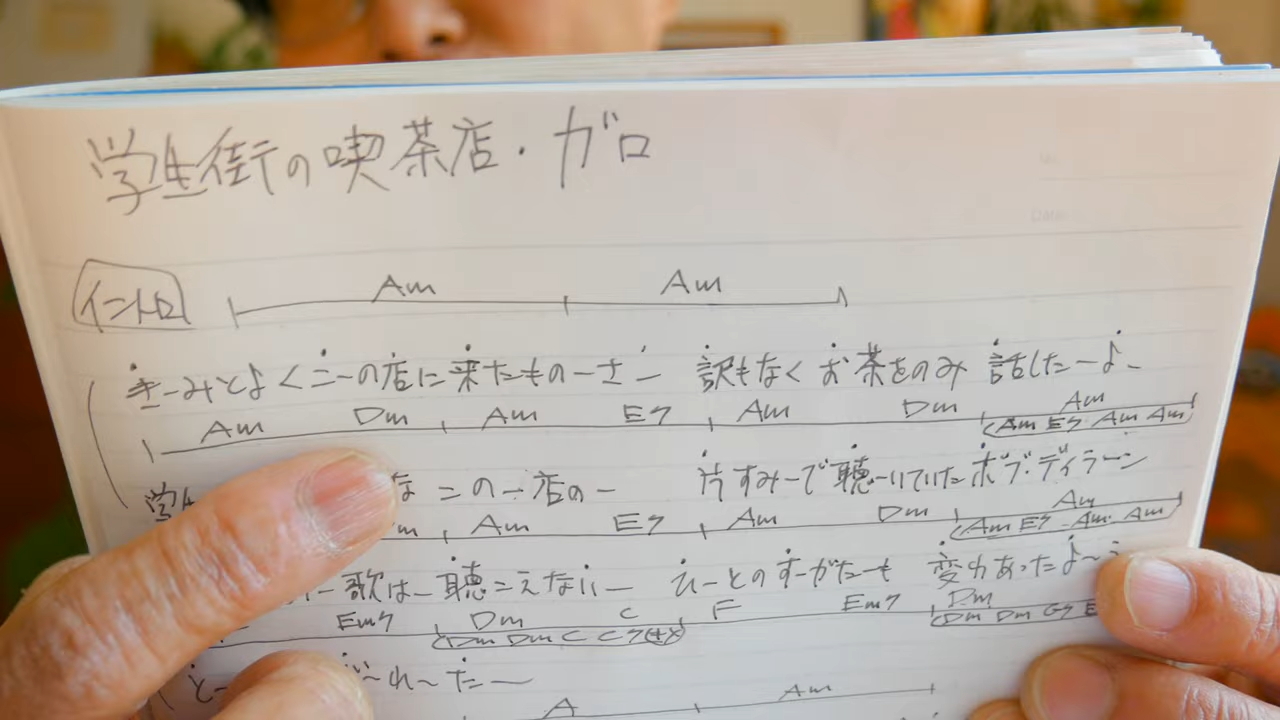 学生街の喫茶店・ガロ
イントロ Am Am
きーみとよくこーの店に来たものーさー 訳もなくお茶をのみ 話したーよー
Am Dm Am E7 Am Dm Am
(Am E7 Am Am)
学生 な この一店のー 片すみーで聴ーいていたボブ・ディラーン
m Am E7 Am Dm Am
(Am E7 Am Am)
歌はー聴こえないー ひーとのすーがたーも 変わあったよ〜
Em7 Dm C F Em7 Dm
(Dm Dm C C7) (Dm Dm G7
とー れ〜たー
A Am